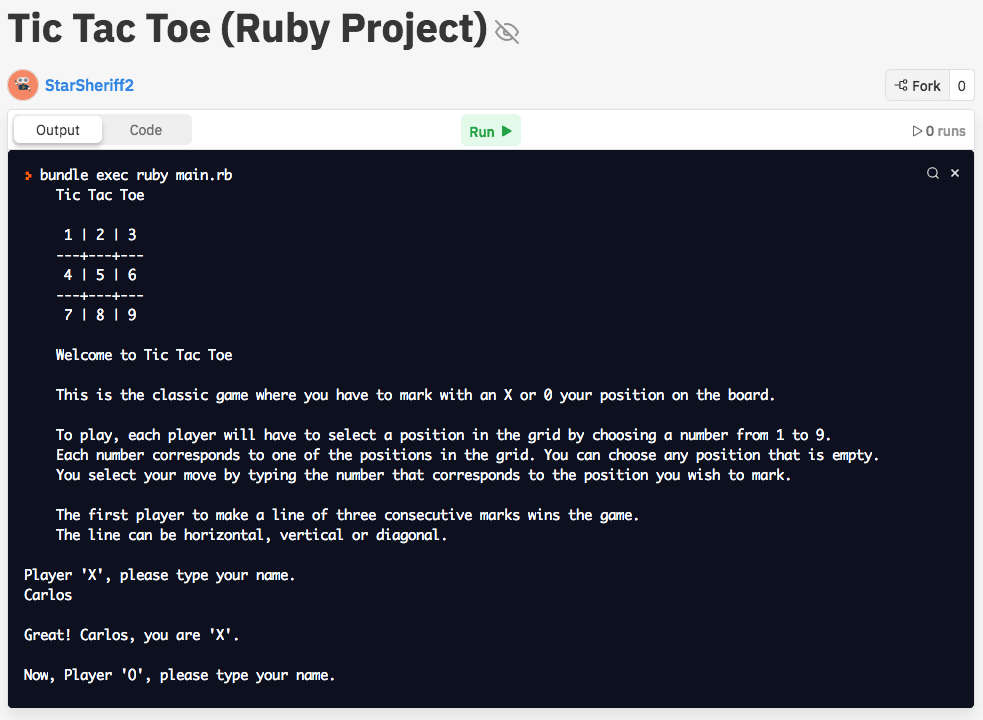 Tic Tac Toe (Ruby Project)
StarSheriff2
Fork 0
Output Code Run 0 runs
bundle exec ruby main.rb
Tic Tac Toe
1 | 2 | 3
---+---+---
4 | 5 | 6
---+---+---
7 | 8 | 9
Welcome to Tic Tac Toe
This is the classic game where you have to mark with an X or 0 your position on the board.
To play, each player will have to select a position in the grid by choosing a number from 1 to 9.
Each number corresponds to one of the positions in the grid. You can choose any position that is empty.
You select your move by typing the number that corresponds to the position you wish to mark.
The first player to make a line of three consecutive marks wins the game.
The line can be horizontal, vertical or diagonal.
Player 'X', please type your name.
Carlos
Great! Carlos, you are 'X'.
Now, Player 'O', please type your name.